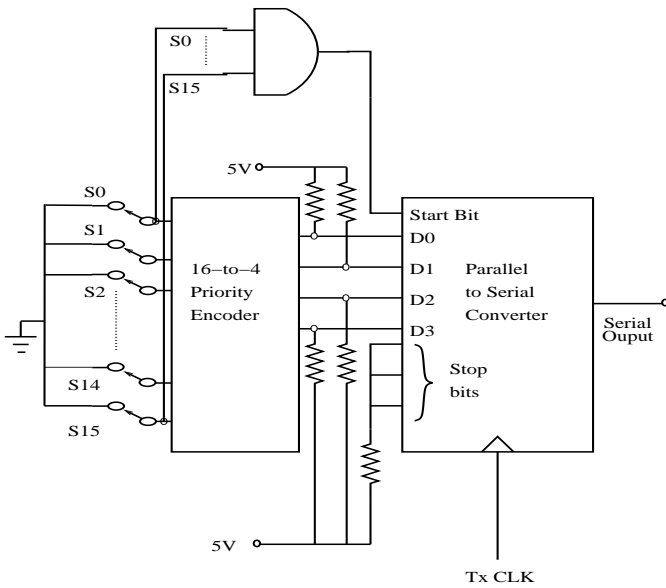 S0
S15
5V
S0
S1
S2
S14
S15
16−to−4
Priority
Encoder
Start Bit
D0
D1
D2
D3
Parallel
to Serial
Converter
Stop
bits
Serial
Ouput
5V
Tx CLK